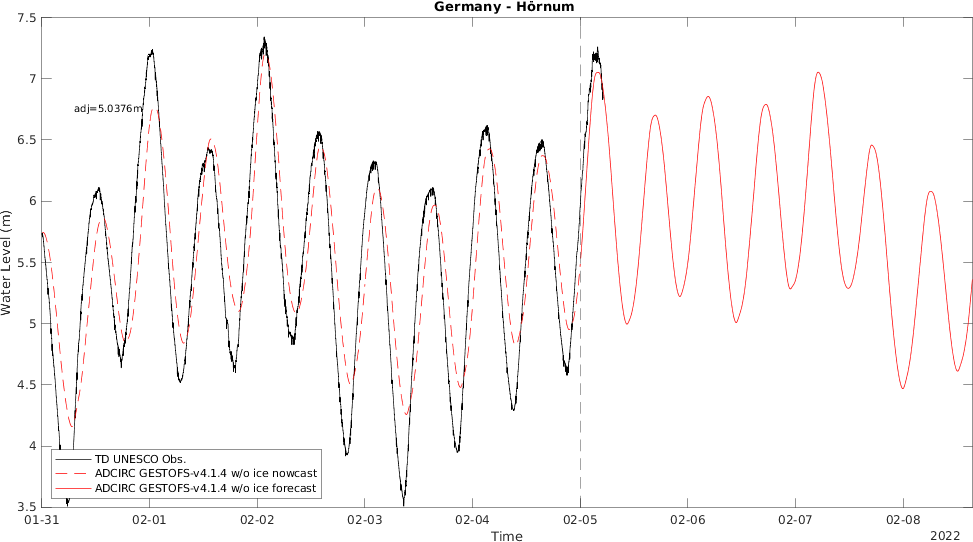 Germany - Hörnum
7.5
7
6.5
6
5.5
5
4.5
4
3.5
Water Level (m)
adj=5.0376m
TD UNESCO Obs.
ADCIRC GESTOFS-v4.1.4 w/o ice nowcast
ADCIRC GESTOFS-v4.1.4 w/o ice forecast
01-31 02-01 02-02 02-03 02-04 02-05 02-06 02-07 02-08
Time
2022